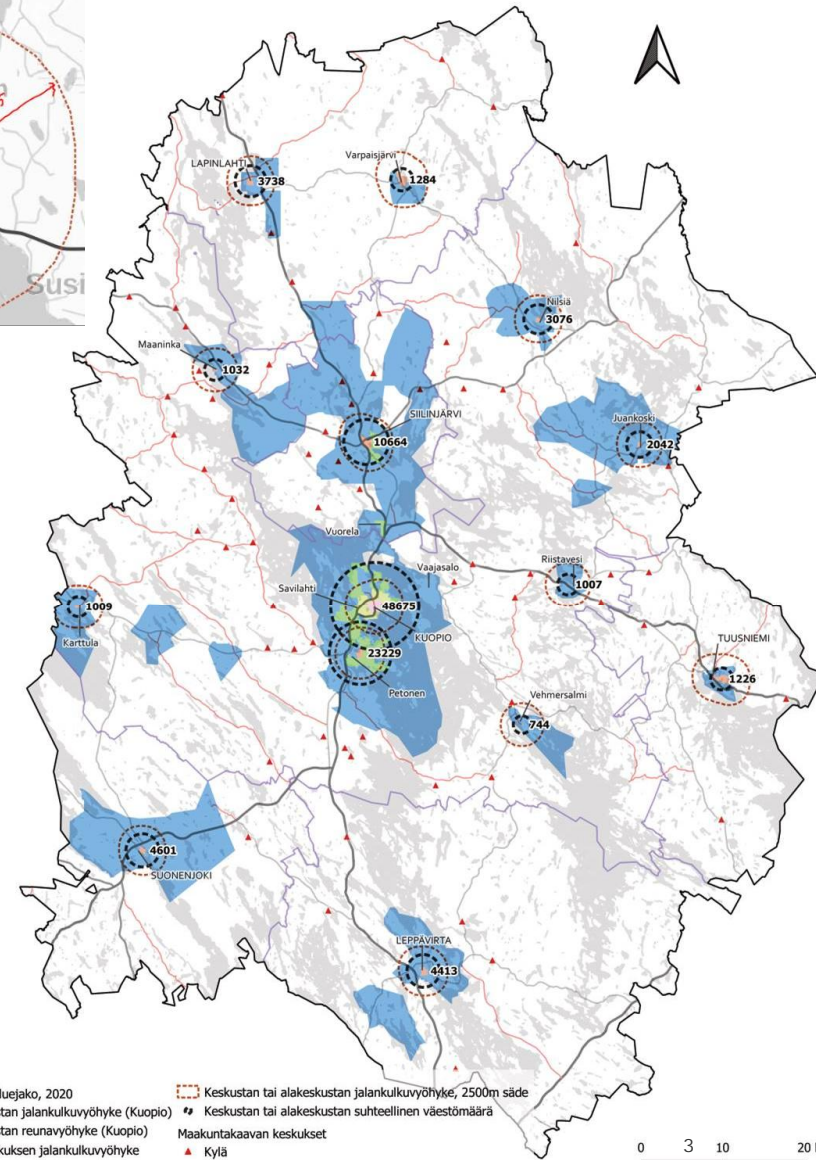 Susi
LAPINLAHTI
3738
Varpaisjärvi
1284
Nilsiä
3076
Maaninka
1032
SIILINJÄRVI
10664
Juankoski
2042
Vuorela
Riistavesi
1007
Vaajasalo
Savilahti
48675
KUOPIO
1009
Karttula
23229
Petonen
TUUSNIEMI
1226
Vehmersalmi
744
4601
SUONENJOKI
LEPPÄVIRTA
4413
luejako, 2020
stan jalankulkuvyöhyke (Kuopio)
stan reunavyöhyke (Kuopio)
kuksen jalankulkuvyöhyke
Keskustan tai alakeskustan jalankulkuvyöhyke, 2500m säde
Keskustan tai alakeskustan suhteellinen väestömäärä
Maakuntakaavan keskukset
Kylä
0 3 10 20